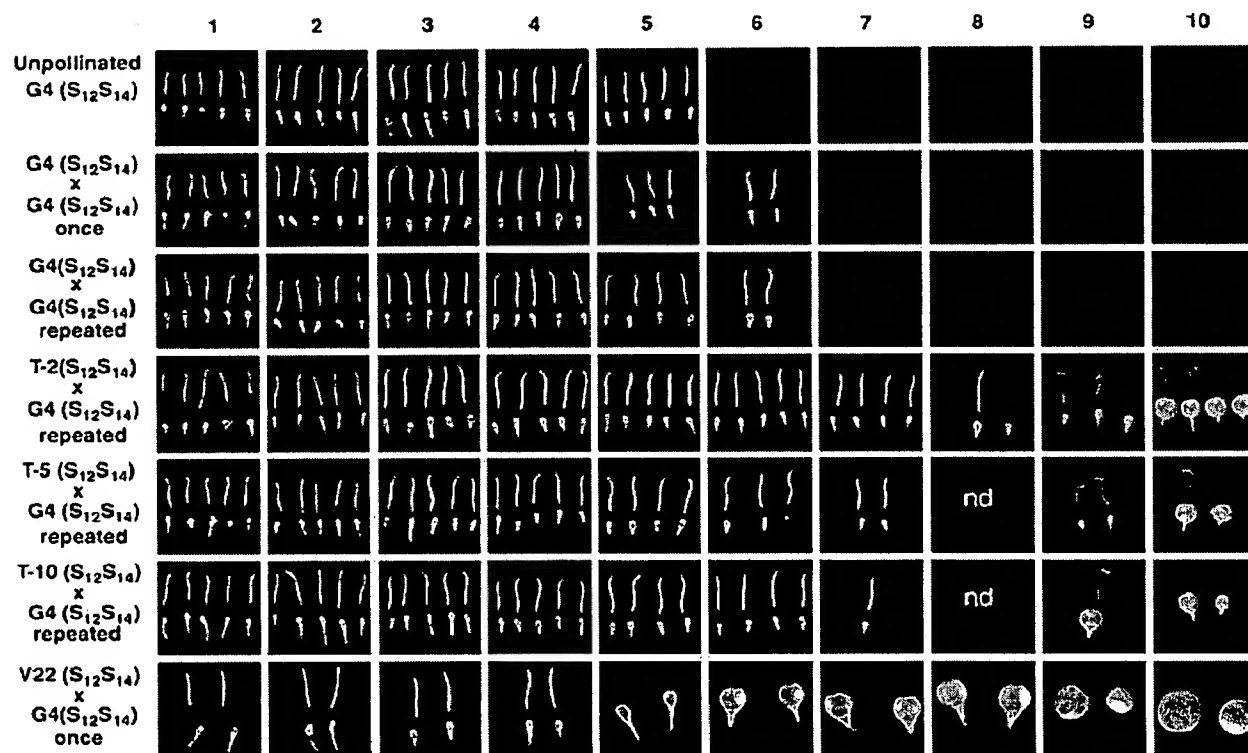 1 2 3 4 5 6 7 8 9 10
Unpollinated
G4 (S₁₂S₁₄)
G4 (S₁₂S₁₄)
x
G4 (S₁₂S₁₄)
once
G4(S₁₂S₁₄)
x
G4(S₁₂S₁₄)
repeated
T-2(S₁₂S₁₄)
x
G4 (S₁₂S₁₄)
repeated
T-5 (S₁₂S₁₄)
x
G4 (S₁₂S₁₄)
repeated
nd
T-10 (S₁₂S₁₄)
x
G4 (S₁₂S₁₄)
repeated
nd
V22 (S₁₂S₁₄)
x
G4(S₁₂S₁₄)
once